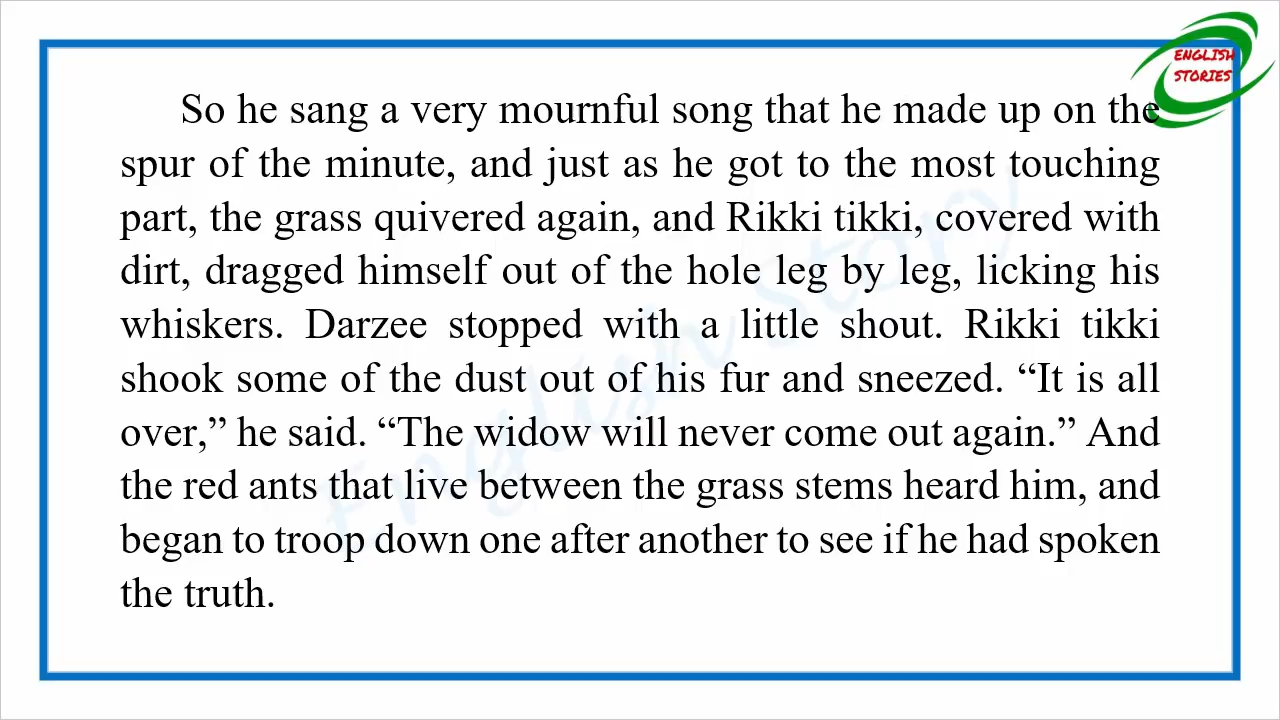 ENGLISH
STORIES
So he sang a very mournful song that he made up on the
spur of the minute, and just as he got to the most touching
part, the grass quivered again, and Rikki tikki, covered with
dirt, dragged himself out of the hole leg by leg, licking his
whiskers. Darzee stopped with a little shout. Rikki tikki
shook some of the dust out of his fur and sneezed. “It is all
over,” he said. “The widow will never come out again.” And
the red ants that live between the grass stems heard him, and
began to troop down one after another to see if he had spoken
the truth.
English Story